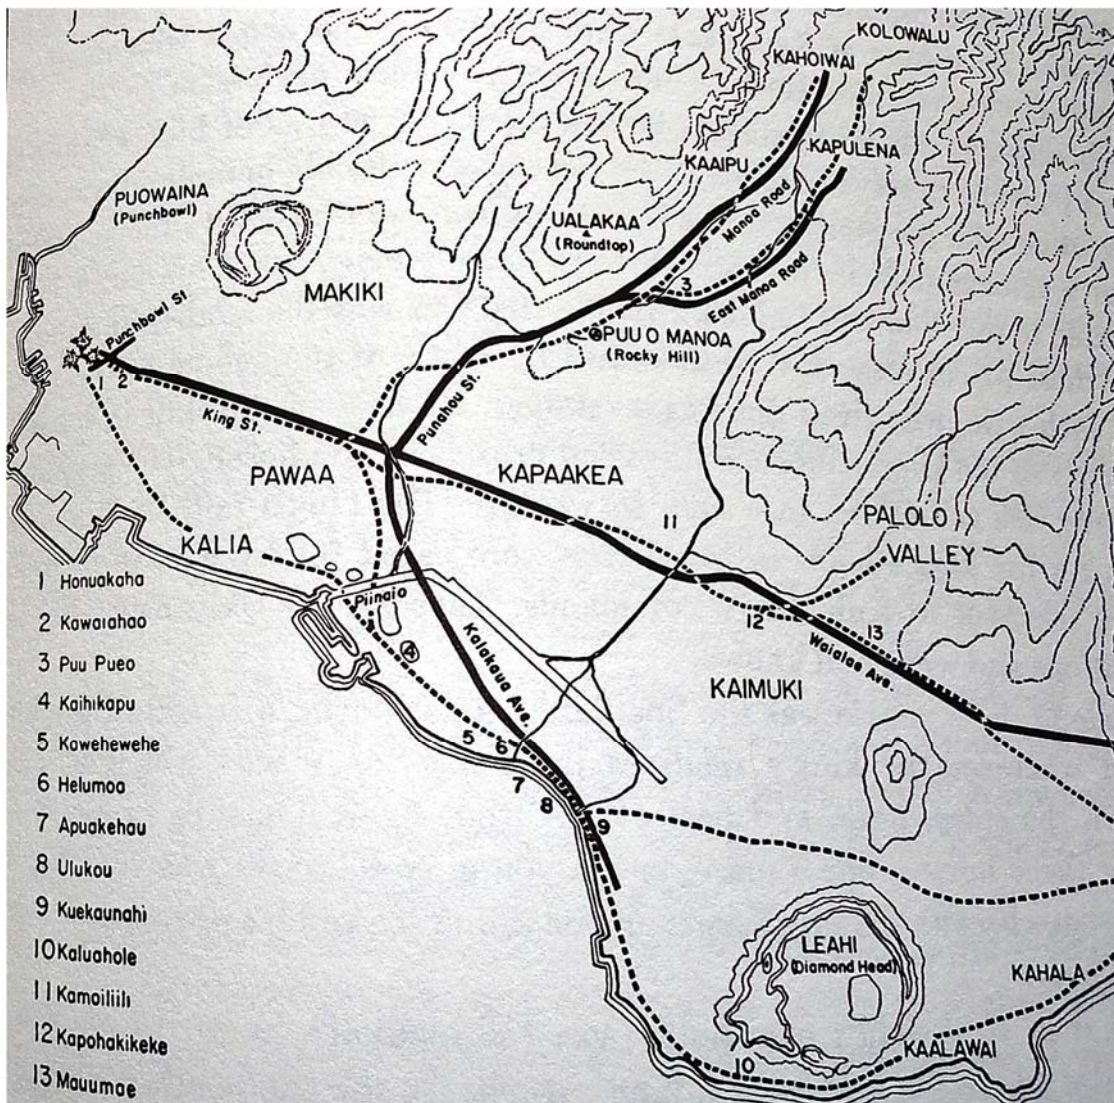 KOLOWALU
KAHOIWAI
KAAIPU
KAPULENA
PUOWAINA
(Punchbowl)
UALAKAA
(Roundtop)
Manoa Road
MAKIKI
3
East Manoa Road
Punchbowl St
PUU O MANOA
(Rocky Hill)
1
2
King St.
Punahou St.
PAWAA
KAPAAKEA
11
PALOLO
VALLEY
KALIA
Piinaio
12
13
Waialae Ave.
4
Kalakaua Ave.
KAIMUKI
5
6
7
8
9
LEAHI
(Diamond Head)
KAHALA
KAALAWAI
10
1 Honuakaha
2 Kawaiahao
3 Puu Pueo
4 Kaihikapu
5 Kawehewehe
6 Helumoa
7 Apuakehau
8 Ulukou
9 Kuekaunahi
10 Kaluahole
11 Kamoiliili
12 Kapohakikeke
13 Mauumae